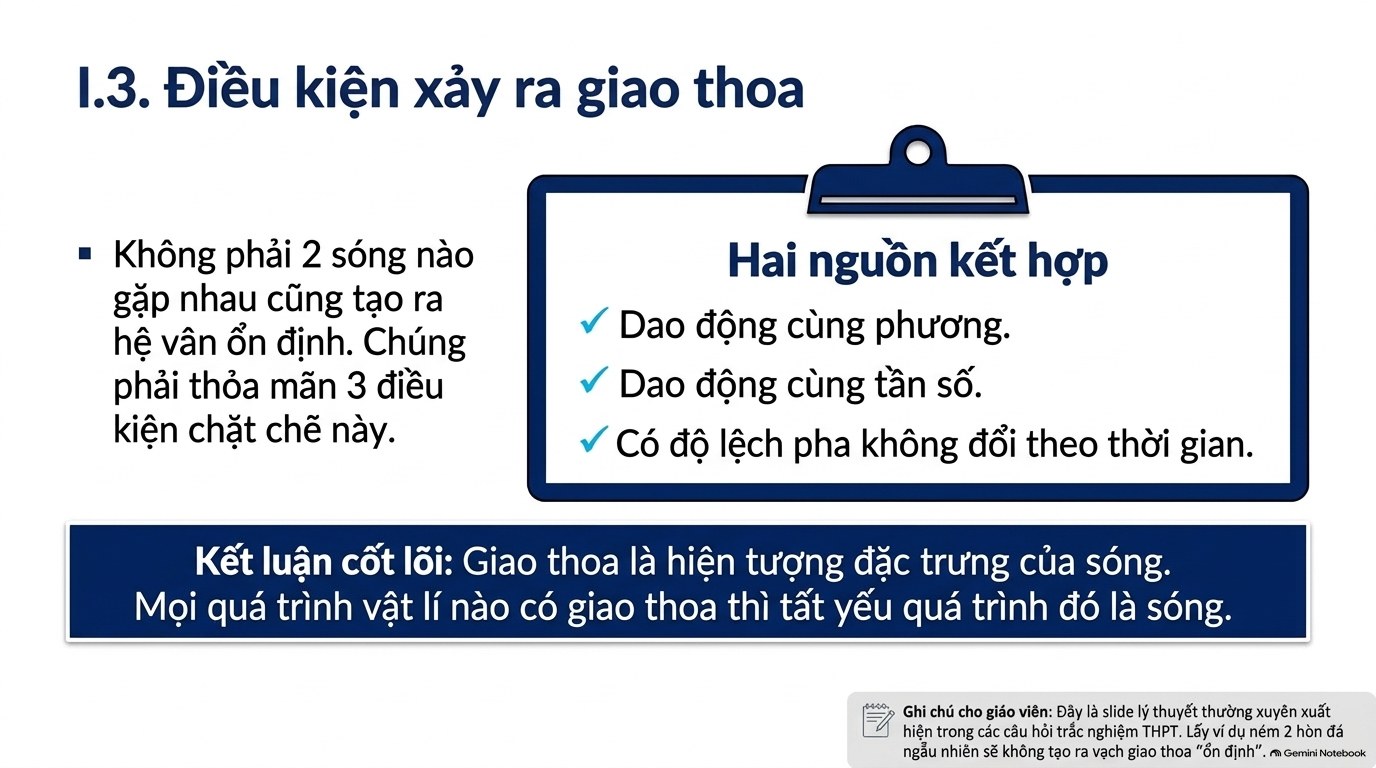 I.3. Điều kiện xảy ra giao thoa
▪ Không phải 2 sóng nào
gặp nhau cũng tạo ra
hệ vân ổn định. Chúng
phải thỏa mãn 3 điều
kiện chặt chẽ này.
Hai nguồn kết hợp
✓ Dao động cùng phương.
✓ Dao động cùng tần số.
✓ Có độ lệch pha không đổi theo thời gian.
Kết luận cốt lõi: Giao thoa là hiện tượng đặc trưng của sóng.
Mọi quá trình vật lí nào có giao thoa thì tất yếu quá trình đó là sóng.
Ghi chú cho giáo viên: Đây là slide lý thuyết thường xuyên xuất
hiện trong các câu hỏi trắc nghiệm THPT. Lấy ví dụ ném 2 hòn đá
ngẫu nhiên sẽ không tạo ra vạch giao thoa “ổn định”. Gemini Notebook